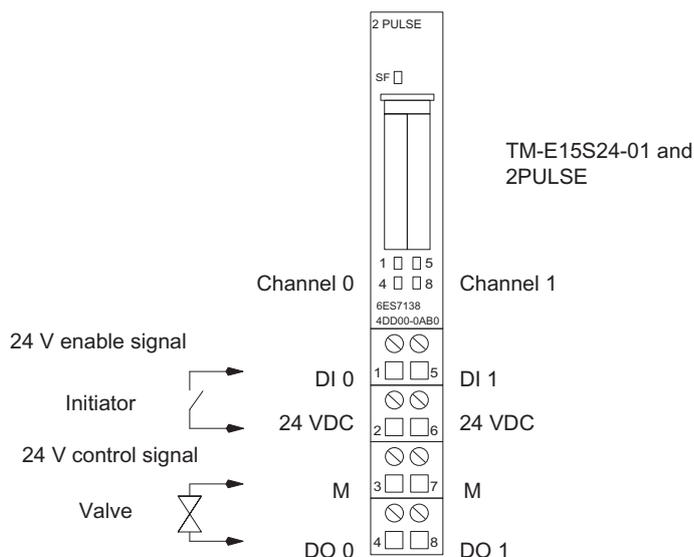 2 PULSE
SF
TM-E15S24-01 and
2PULSE
1 5
Channel 0 4 8 Channel 1
6ES7138
4DD00-0AB0
24 V enable signal
DI 0 1 5 DI 1
Initiator
24 VDC 2 6 24 VDC
24 V control signal
M 3 7 M
Valve
DO 0 4 8 DO 1